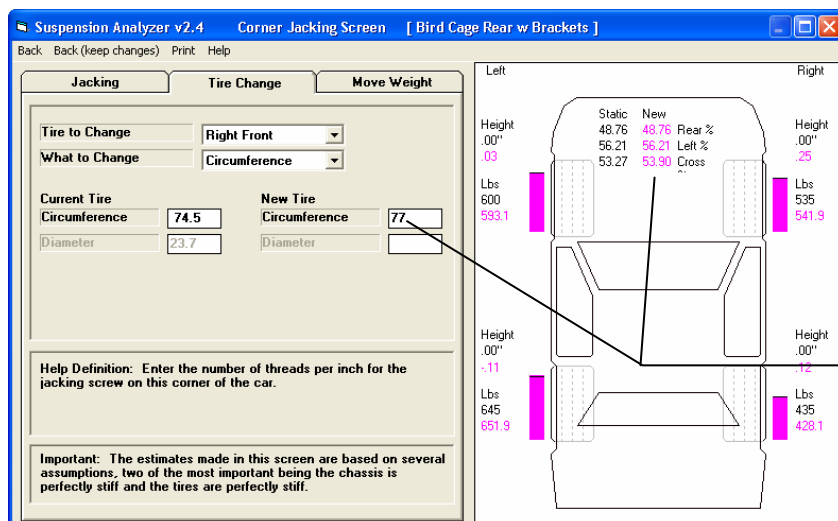 Suspension Analyzer v2.4 Corner Jacking Screen [ Bird Cage Rear w Brackets ]
Back Back (keep changes) Print Help
Jacking Tire Change Move Weight
Tire to Change Right Front
What to Change Circumference
Current Tire New Tire
Circumference 74.5 Circumference 77
Diameter 23.7 Diameter
Help Definition: Enter the number of threads per inch for the
jacking screw on this corner of the car.
Important: The estimates made in this screen are based on several
assumptions, two of the most important being the chassis is
perfectly stiff and the tires are perfectly stiff.
Left Right
Static New
48.76 48.76 Rear %
56.21 56.21 Left %
53.27 53.90 Cross
Height
.00"
.03
Lbs
600
593.1
Height
.00"
.25
Lbs
535
541.9
Height
.00"
-.11
Lbs
645
651.9
Height
.00"
.12
Lbs
435
428.1